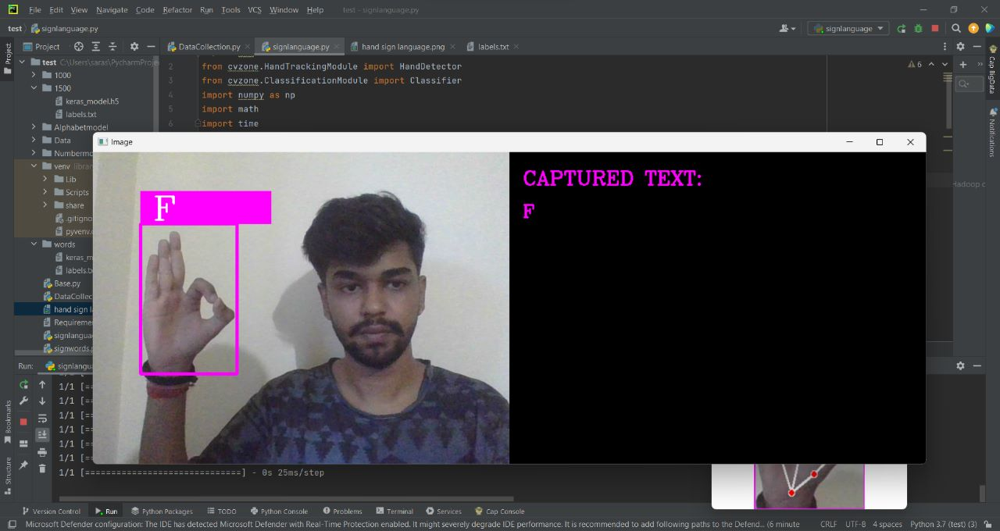 File Edit View Navigate Code Refactor Run Tools VCS Window Help test - signlanguage.py
test signlanguage.py signlanguage
Project DataCollection.py signlanguage.py hand sign language.png labels.txt
Project
test C:\Users\saras\PycharmProje
1000
1500
keras_model.h5
labels.txt
Alphabetmodel
Data
Numbermo
venv librar
Lib
Scripts
share
.gitigno
pyvenv.c
words
keras_m
labels.t
Base.py
DataCollec
hand sign la
Requireme
signlangua
signwords.p
2 from cvzone.HandTrackingModule import HandDetector
3 from cvzone.ClassificationModule import Classifier
4 import numpy as np
5 import math
6 import time
6
Cap BigData
Notifications
Hadoop c
Image
F
CAPTURED TEXT:
F
Run: signlangua
1/1 [==
1/1 [==
1/1 [==
1/1 [==
1/1 [==
1/1 [==
1/1 [==============================] - 0s 25ms/step
Bookmarks
Structure
Version Control Run Python Packages TODO Python Console Problems Terminal Services Cap Console
Microsoft Defender configuration: The IDE has detected Microsoft Defender with Real-Time Protection enabled. It might severely degrade IDE performance. It is recommended to add following paths to the Defend... (6 minute CRLF UTF-8 4 spaces Python 3.7 (test) (3)